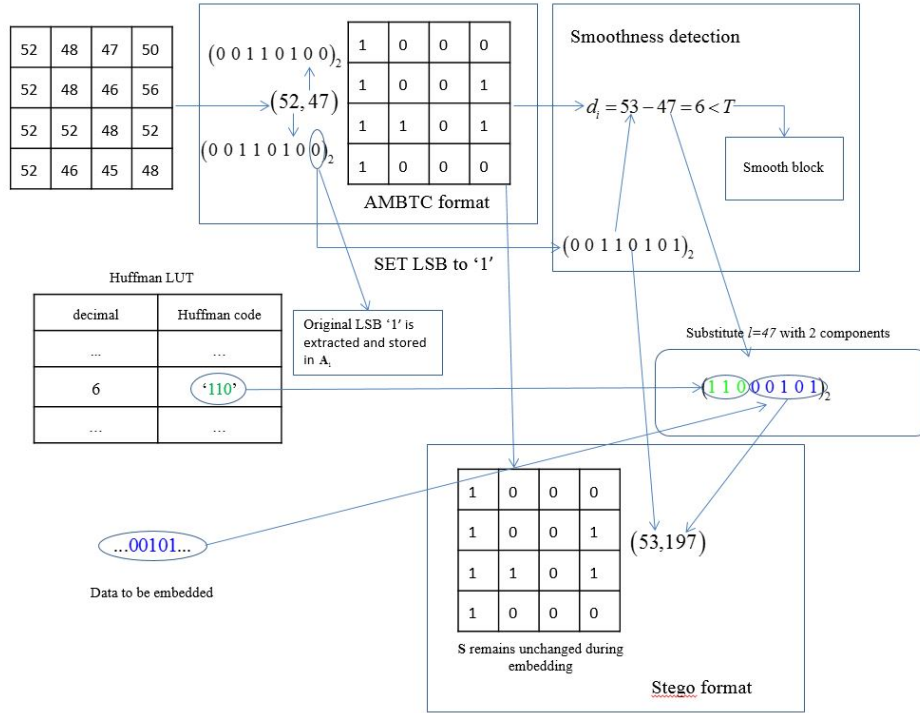 52 48 47 50
52 48 46 56
52 52 48 52
52 46 45 48
(0 0 1 1 0 1 0 0)2
(52,47)
(0 0 1 1 0 1 0 0)2
1 0 0 0
1 0 0 1
1 1 0 1
1 0 0 0
AMBTC format
Smoothness detection
di = 53 − 47 = 6 < T
Smooth block
(0 0 1 1 0 1 0 1)2
SET LSB to ‘1’
Huffman LUT
decimal Huffman code
... ...
6 ‘110’
... ...
Original LSB ‘1’ is
extracted and stored
in A1
Substitute l=47 with 2 components
(1 1 0 0 0 1 0 1)2
...00101...
Data to be embedded
1 0 0 0
1 0 0 1
1 1 0 1
1 0 0 0
(53,197)
S remains unchanged during
embedding
Stego format